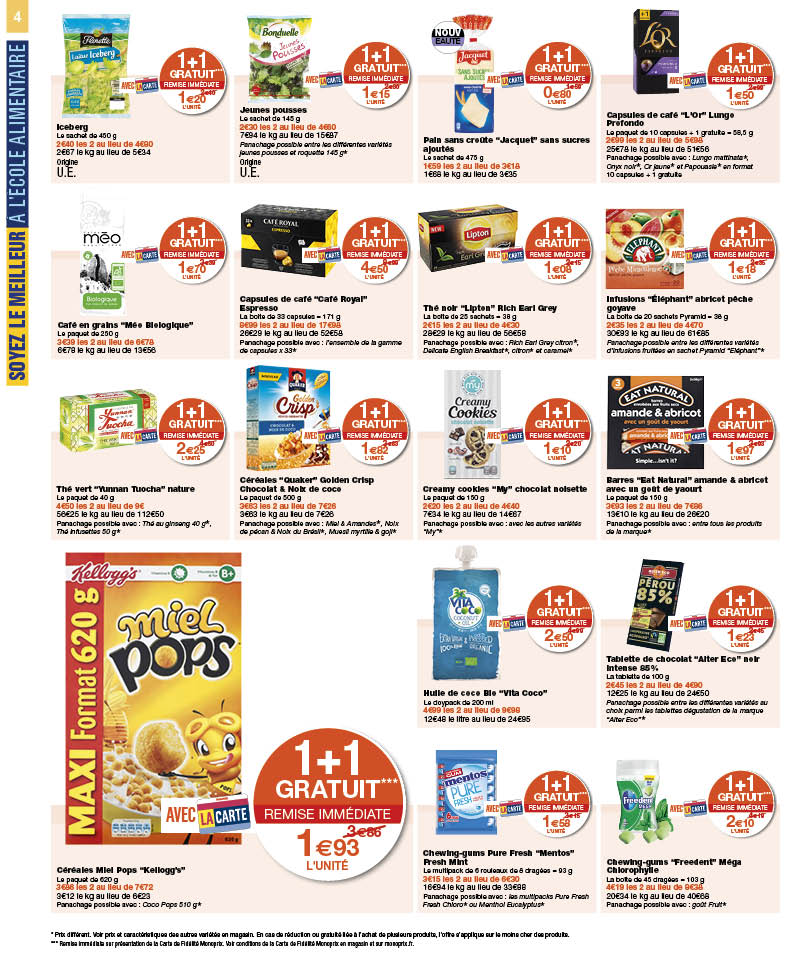 4
SOYEZ LE MEILLEUR À L'ÉCOLE ALIMENTAIRE
Florette
Laitue Iceberg
AVEC LA CARTE
1+1
GRATUIT***
REMISE IMMÉDIATE
2€40
1€20
L'UNITÉ
Iceberg
Le sachet de 450 g
2€40 les 2 au lieu de 4€80
2€67 le kg au lieu de 5€34
Origine
U.E.
Bonduelle
Jeunes
POUSSES
AVEC LA CARTE
1+1
GRATUIT***
REMISE IMMÉDIATE
2€30
1€15
L'UNITÉ
Jeunes pousses
Le sachet de 145 g
2€30 les 2 au lieu de 4€60
7€94 le kg au lieu de 15€87
Panachage possible entre les différentes variétés
jeunes pousses et roquette 145 g*
Origine
U.E.
NOUV
EAUTÉ
Jacquet
SANS SUCRES
AJOUTÉS
AVEC LA CARTE
1+1
GRATUIT***
REMISE IMMÉDIATE
1€59
0€80
L'UNITÉ
Pain sans croûte "Jacquet" sans sucres
ajoutés
Le sachet de 475 g
1€59 les 2 au lieu de 3€18
1€68 le kg au lieu de 3€35
L'OR
ESPRESSO
AVEC LA CARTE
1+1
GRATUIT***
REMISE IMMÉDIATE
2€99
1€50
L'UNITÉ
Capsules de café "L'Or" Lungo
Profondo
Le paquet de 10 capsules + 1 gratuite = 58,5 g
2€99 les 2 au lieu de 5€98
25€78 le kg au lieu de 51€56
Panachage possible avec : Lungo mattinata*,
Onyx noir*, Or jaune* et Papouasie* en format
10 capsules + 1 gratuite
méo
Biologique
AVEC LA CARTE
1+1
GRATUIT***
REMISE IMMÉDIATE
3€39
1€70
L'UNITÉ
Café en grains "Méo Biologique"
Le paquet de 250 g
3€39 les 2 au lieu de 6€78
6€78 le kg au lieu de 13€56
CAFÉ ROYAL
ESPRESSO
AVEC LA CARTE
1+1
GRATUIT***
REMISE IMMÉDIATE
8€99
4€50
L'UNITÉ
Capsules de café "Café Royal"
Espresso
La boîte de 33 capsules = 171 g
8€99 les 2 au lieu de 17€98
26€29 le kg au lieu de 52€58
Panachage possible avec : l'ensemble de la gamme
de capsules x 33*
NEW
Lipton
Earl Grey
AVEC LA CARTE
1+1
GRATUIT***
REMISE IMMÉDIATE
2€15
1€08
L'UNITÉ
Thé noir "Lipton" Rich Earl Grey
La boîte de 25 sachets = 38 g
2€15 les 2 au lieu de 4€30
28€29 le kg au lieu de 56€58
Panachage possible avec : Rich Earl Grey citron*,
Delicate English Breakfast*, citron* et caramel*
ELEPHANT
Pêche Magnifique
AVEC LA CARTE
1+1
GRATUIT***
REMISE IMMÉDIATE
2€35
1€18
L'UNITÉ
Infusions "Éléphant" abricot pêche
goyave
La boîte de 20 sachets Pyramid = 38 g
2€35 les 2 au lieu de 4€70
30€93 le kg au lieu de 61€85
Panachage possible entre les différentes variétés
d'infusions fruitées en sachet Pyramid "Eléphant"*
Yunnan
Tuocha
THÉ VERT
AVEC LA CARTE
1+1
GRATUIT***
REMISE IMMÉDIATE
4€50
2€25
L'UNITÉ
Thé vert "Yunnan Tuocha" nature
Le paquet de 40 g
4€50 les 2 au lieu de 9€
56€25 le kg au lieu de 112€50
Panachage possible avec : Thé au ginseng 40 g*,
Thé infusettes 50 g*
NOUVEAU
QUAKER
Golden
Crisp
CHOCOLAT &
NOIX DE COCO
AVEC LA CARTE
1+1
GRATUIT***
REMISE IMMÉDIATE
3€63
1€82
L'UNITÉ
Céréales "Quaker" Golden Crisp
Chocolat & Noix de coco
Le paquet de 500 g
3€63 les 2 au lieu de 7€26
3€63 le kg au lieu de 7€26
Panachage possible avec : Miel & Amandes*, Noix
de pécan & Noix du Brésil*, Muesli myrtille & goji*
my
Creamy
Cookies
chocolat noisette
AVEC LA CARTE
1+1
GRATUIT***
REMISE IMMÉDIATE
2€20
1€10
L'UNITÉ
Creamy cookies "My" chocolat noisette
Le paquet de 150 g
2€20 les 2 au lieu de 4€40
7€34 le kg au lieu de 14€67
Panachage possible avec : avec les autres variétés
"My"*
3
EAT NATURAL
barres
amande & abricot
avec un goût de yaourt
amande & abricot
EAT NATURAL
Simple...isn't it?
AVEC LA CARTE
1+1
GRATUIT***
REMISE IMMÉDIATE
3€93
1€97
L'UNITÉ
Barres "Eat Natural" amande & abricot
avec un goût de yaourt
Le paquet de 150 g
3€93 les 2 au lieu de 7€86
13€10 le kg au lieu de 26€20
Panachage possible avec : entre tous les produits
de la marque*
Kellogg's
B+
MAXI Format 620 g
miel
POPS
POPS
620 g
AVEC LA CARTE
1+1
GRATUIT***
REMISE IMMÉDIATE
3€86
1€93
L'UNITÉ
Céréales Miel Pops "Kellogg's"
Le paquet de 620 g
3€86 les 2 au lieu de 7€72
3€12 le kg au lieu de 6€23
Panachage possible avec : Coco Pops 510 g*
VITA
COCO
COCONUT
OIL
EXTRA VIRGIN & COLD PRESSED
100% ORGANIC
AVEC LA CARTE
1+1
GRATUIT***
REMISE IMMÉDIATE
4€99
2€50
L'UNITÉ
Huile de coco Bio "Vita Coco"
Le doypack de 200 ml
4€99 les 2 au lieu de 9€98
12€48 le litre au lieu de 24€95
ALTER ECO
PÉROU
85%
AVEC LA CARTE
1+1
GRATUIT***
REMISE IMMÉDIATE
2€45
1€23
L'UNITÉ
Tablette de chocolat "Alter Eco" noir
Intense 85%
La tablette de 100 g
2€45 les 2 au lieu de 4€90
12€25 le kg au lieu de 24€50
Panachage possible entre les différentes variétés au
choix parmi les tablettes dégustation de la marque
"Alter Eco"*
mentos
PURE
FRESH
AVEC LA CARTE
1+1
GRATUIT***
REMISE IMMÉDIATE
3€15
1€58
L'UNITÉ
Chewing-gums Pure Fresh "Mentos"
Fresh Mint
Le multipack de 6 rouleaux de 8 dragées = 93 g
3€15 les 2 au lieu de 6€30
16€94 le kg au lieu de 33€88
Panachage possible avec : les multipacks Pure Fresh
Fresh Chloro* ou Menthol Eucalyptus*
Freedent
MEGA
AVEC LA CARTE
1+1
GRATUIT***
REMISE IMMÉDIATE
4€19
2€10
L'UNITÉ
Chewing-gums "Freedent" Méga
Chlorophylle
La boîte de 45 dragées = 103 g
4€19 les 2 au lieu de 8€38
20€34 le kg au lieu de 40€68
Panachage possible avec : goût Fruit*
* Prix différent. Voir prix et caractéristiques des autres variétés en magasin. En cas de réduction ou gratuité liée à l'achat de plusieurs produits, l'offre s'applique sur le moins cher des produits.
*** Remise immédiate sur présentation de la Carte de Fidélité Monoprix. Voir conditions de la Carte de Fidélité Monoprix en magasin et sur monoprix.fr.